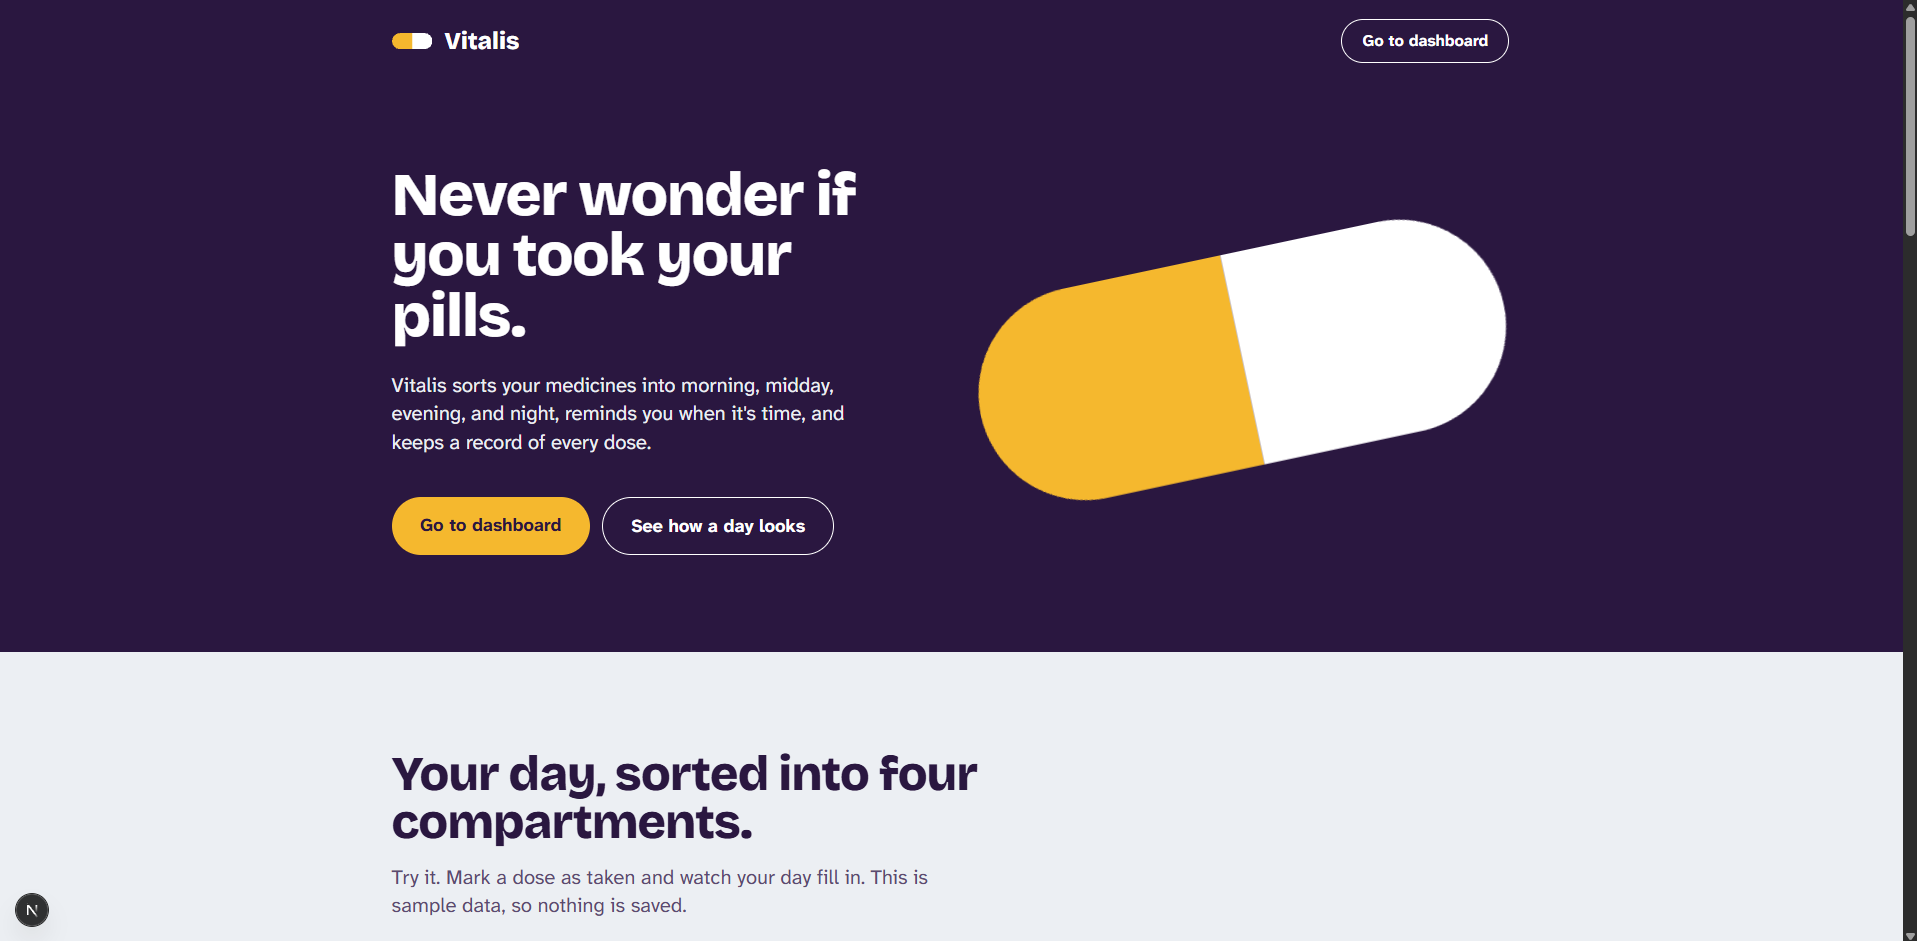 Vitalis
Go to dashboard
Never wonder if
you took your
pills.
Vitalis sorts your medicines into morning, midday,
evening, and night, reminds you when it's time, and
keeps a record of every dose.
Go to dashboard
See how a day looks
Your day, sorted into four
compartments.
Try it. Mark a dose as taken and watch your day fill in. This is
sample data, so nothing is saved.
N